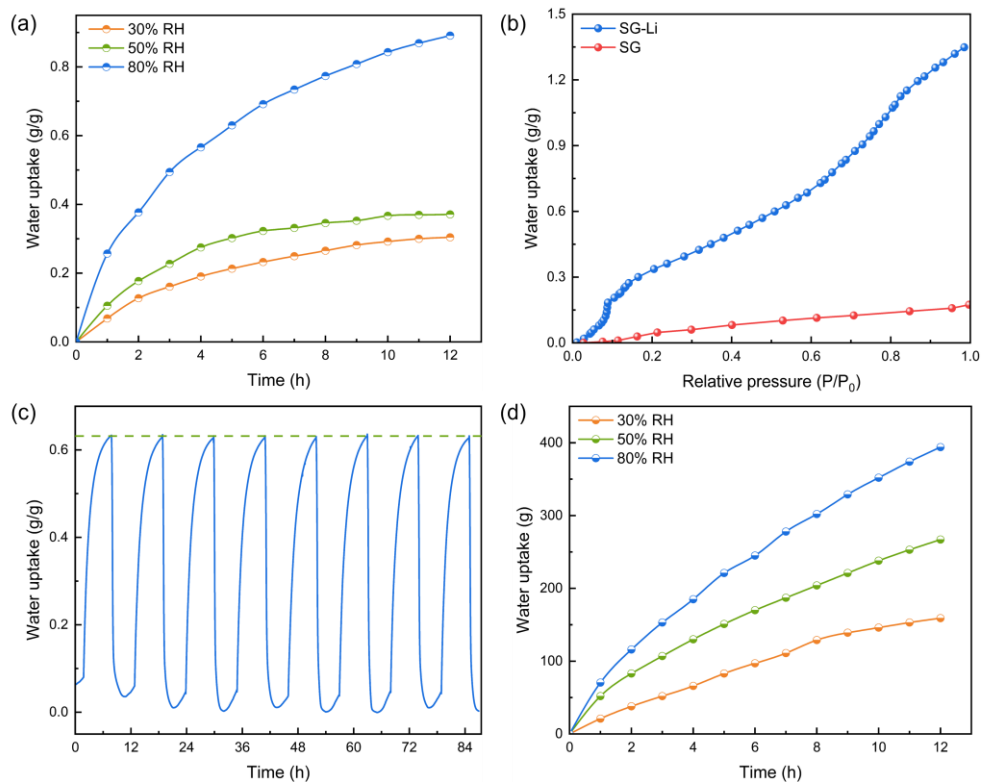 (a)
30% RH
50% RH
80% RH
Water uptake (g/g)
0.8
0.6
0.4
0.2
0.0
0 2 4 6 8 10 12
Time (h)
(b)
SG-Li
SG
Water uptake (g/g)
1.5
1.2
0.9
0.6
0.3
0.0
0.0 0.2 0.4 0.6 0.8 1.0
Relative pressure (P/P₀)
(c)
Water uptake (g/g)
0.6
0.4
0.2
0.0
0 12 24 36 48 60 72 84
Time (h)
(d)
30% RH
50% RH
80% RH
Water uptake (g)
400
300
200
100
0
0 2 4 6 8 10 12
Time (h)